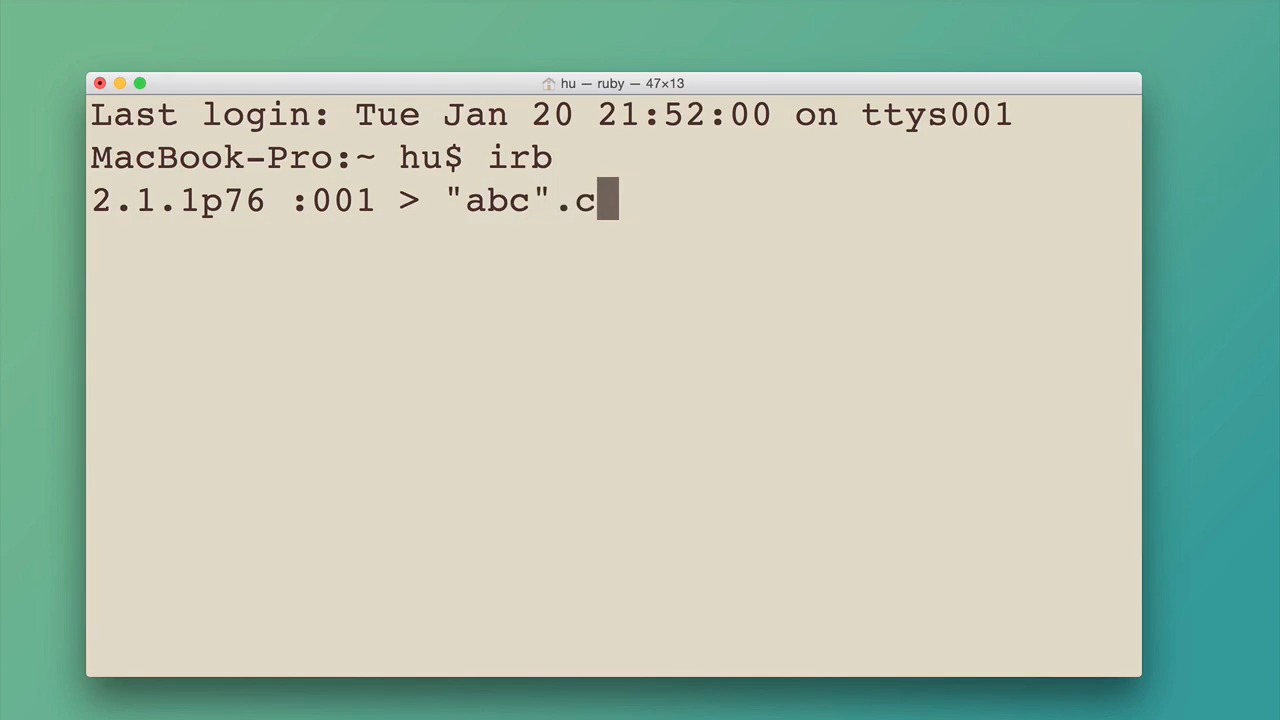 hu — ruby — 47×13
Last login: Tue Jan 20 21:52:00 on ttys001
MacBook-Pro:~ hu$ irb
2.1.1p76 :001 > "abc".c